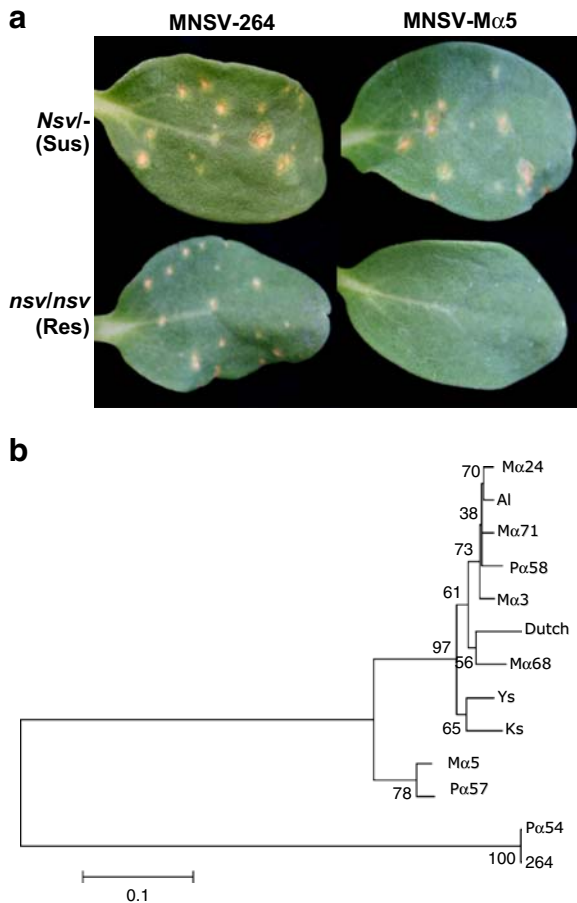 a
MNSV-264 MNSV-Mα5
Nsv/-
(Sus)
nsv/nsv
(Res)
b
70 Mα24
Al
38
Mα71
73
Pα58
61
Mα3
Dutch
97
56 Mα68
Ys
65 Ks
Mα5
78 Pα57
Pα54
100 264
0.1